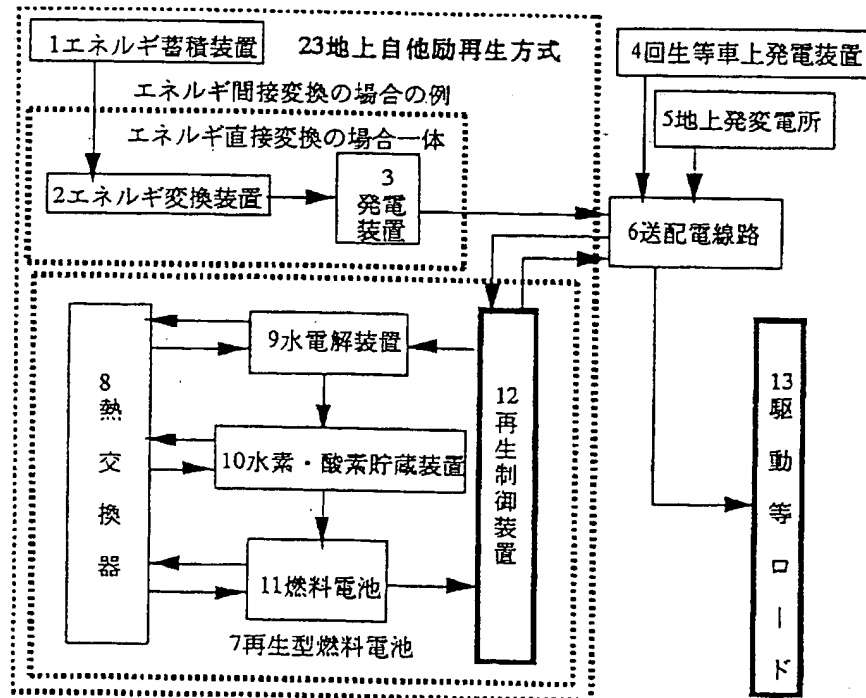 1エネルギ蓄積装置
23地上自他励再生方式
4回生等車上発電装置
エネルギ間接変換の場合の例
5地上発変電所
エネルギ直接変換の場合一体
2エネルギ変換装置
3
発電
装置
6送配電線路
9水電解装置
8
熱
交
換
器
10水素・酸素貯蔵装置
11燃料電池
7再生型燃料電池
12
再
生
制
御
装
置
13
駆
動
等
ロ
ー
ド